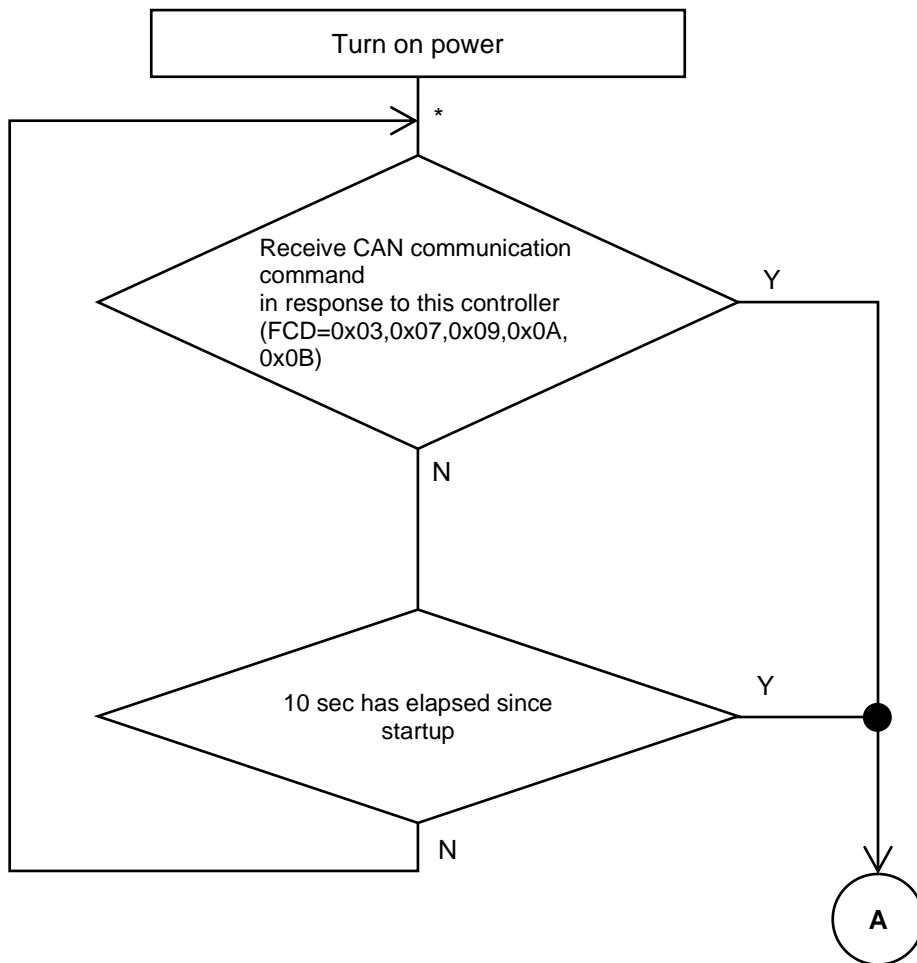 Turn on power
*
Receive CAN communication
command
in response to this controller
(FCD=0x03,0x07,0x09,0x0A,
0x0B)
Y
N
10 sec has elapsed since
startup
Y
N
A